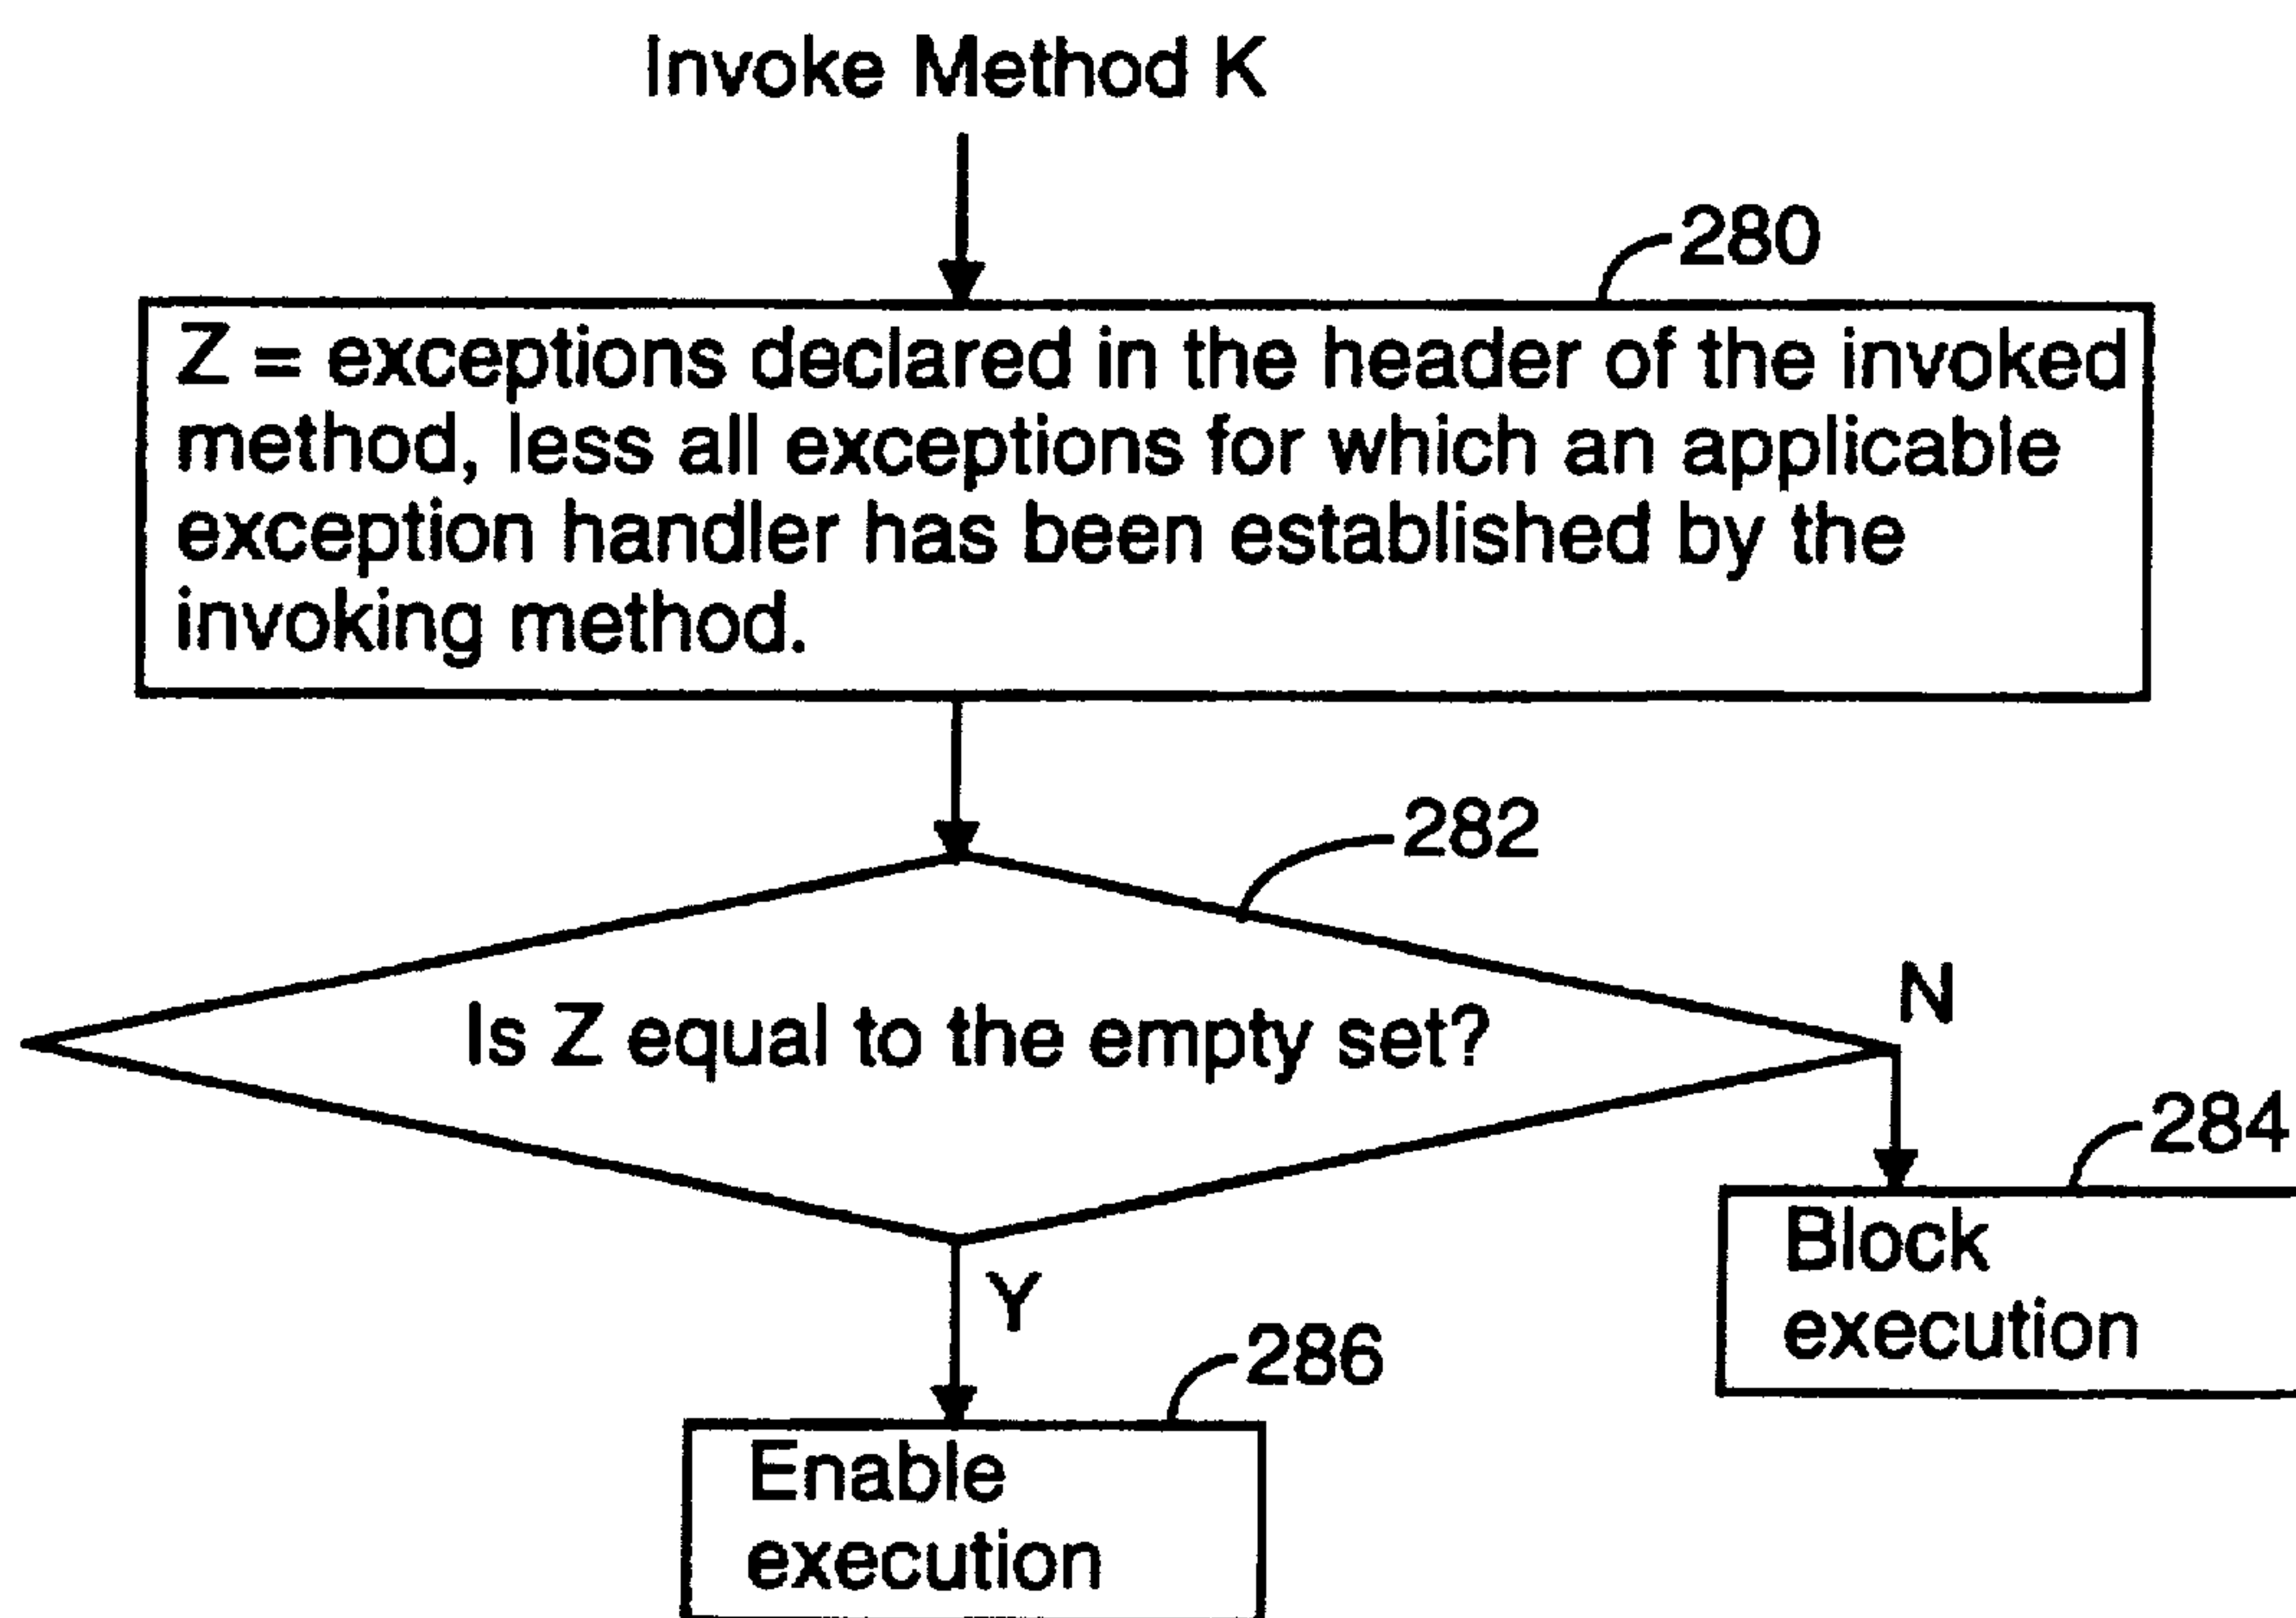 Invoke Method K
280
Z = exceptions declared in the header of the invoked
method, less all exceptions for which an applicable
exception handler has been established by the
invoking method.
282
Is Z equal to the empty set?
N
284
Block
execution
Y
286
Enable
execution